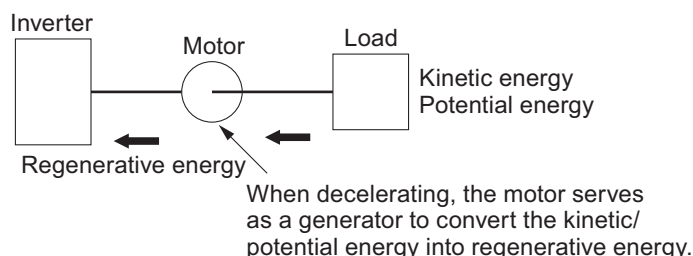 Inverter
Motor
Load
Kinetic energy
Potential energy
Regenerative energy
When decelerating, the motor serves
as a generator to convert the kinetic/
potential energy into regenerative energy.